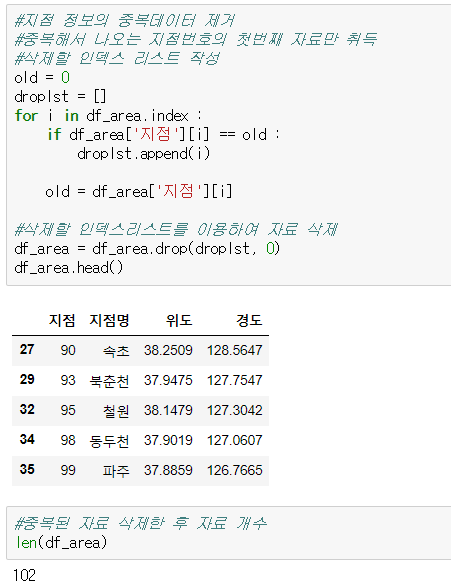 #지점 정보의 중복데이터 제거
#중복해서 나오는 지점번호의 첫번째 자료만 취득
#삭제할 인덱스 리스트 작성
old = 0
droplst = []
for i in df_area.index :
    if df_area['지점'][i] == old :
        droplst.append(i)
    old = df_area['지점'][i]
#삭제할 인덱스리스트를 이용하여 자료 삭제
df_area = df_area.drop(droplst, 0)
df_area.head()
지점 지점명 위도 경도
27 90 속초 38.2509 128.5647
29 93 북춘천 37.9475 127.7547
32 95 철원 38.1479 127.3042
34 98 동두천 37.9019 127.0607
35 99 파주 37.8859 126.7665
#중복된 자료 삭제한 후 자료 개수
len(df_area)
102